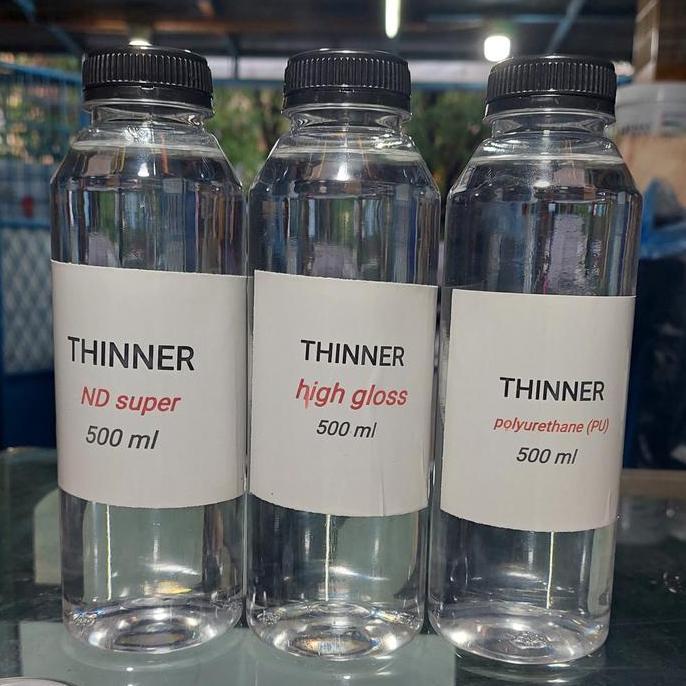 THINNER
ND super
500 ml
THINNER
high gloss
500 ml
THINNER
polyurethane (PU)
500 ml